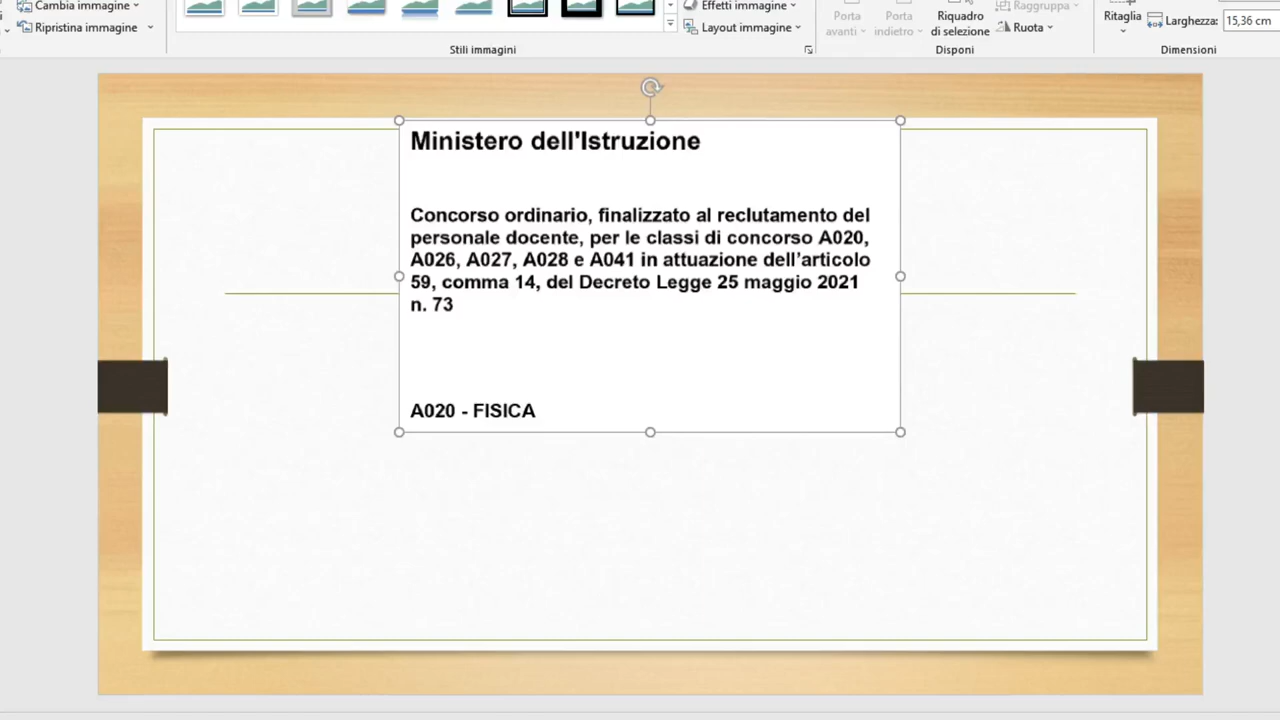 Cambia immagine
Ripristina immagine
Stili immagini
Effetti immagine
Layout immagine
Porta avanti
Porta indietro
Riquadro di selezione
Raggruppa
Ruota
Disponi
Ritaglia
Larghezza: 15,36 cm
Dimensioni
Ministero dell'Istruzione
Concorso ordinario, finalizzato al reclutamento del
personale docente, per le classi di concorso A020,
A026, A027, A028 e A041 in attuazione dell’articolo
59, comma 14, del Decreto Legge 25 maggio 2021
n. 73
A020 - FISICA